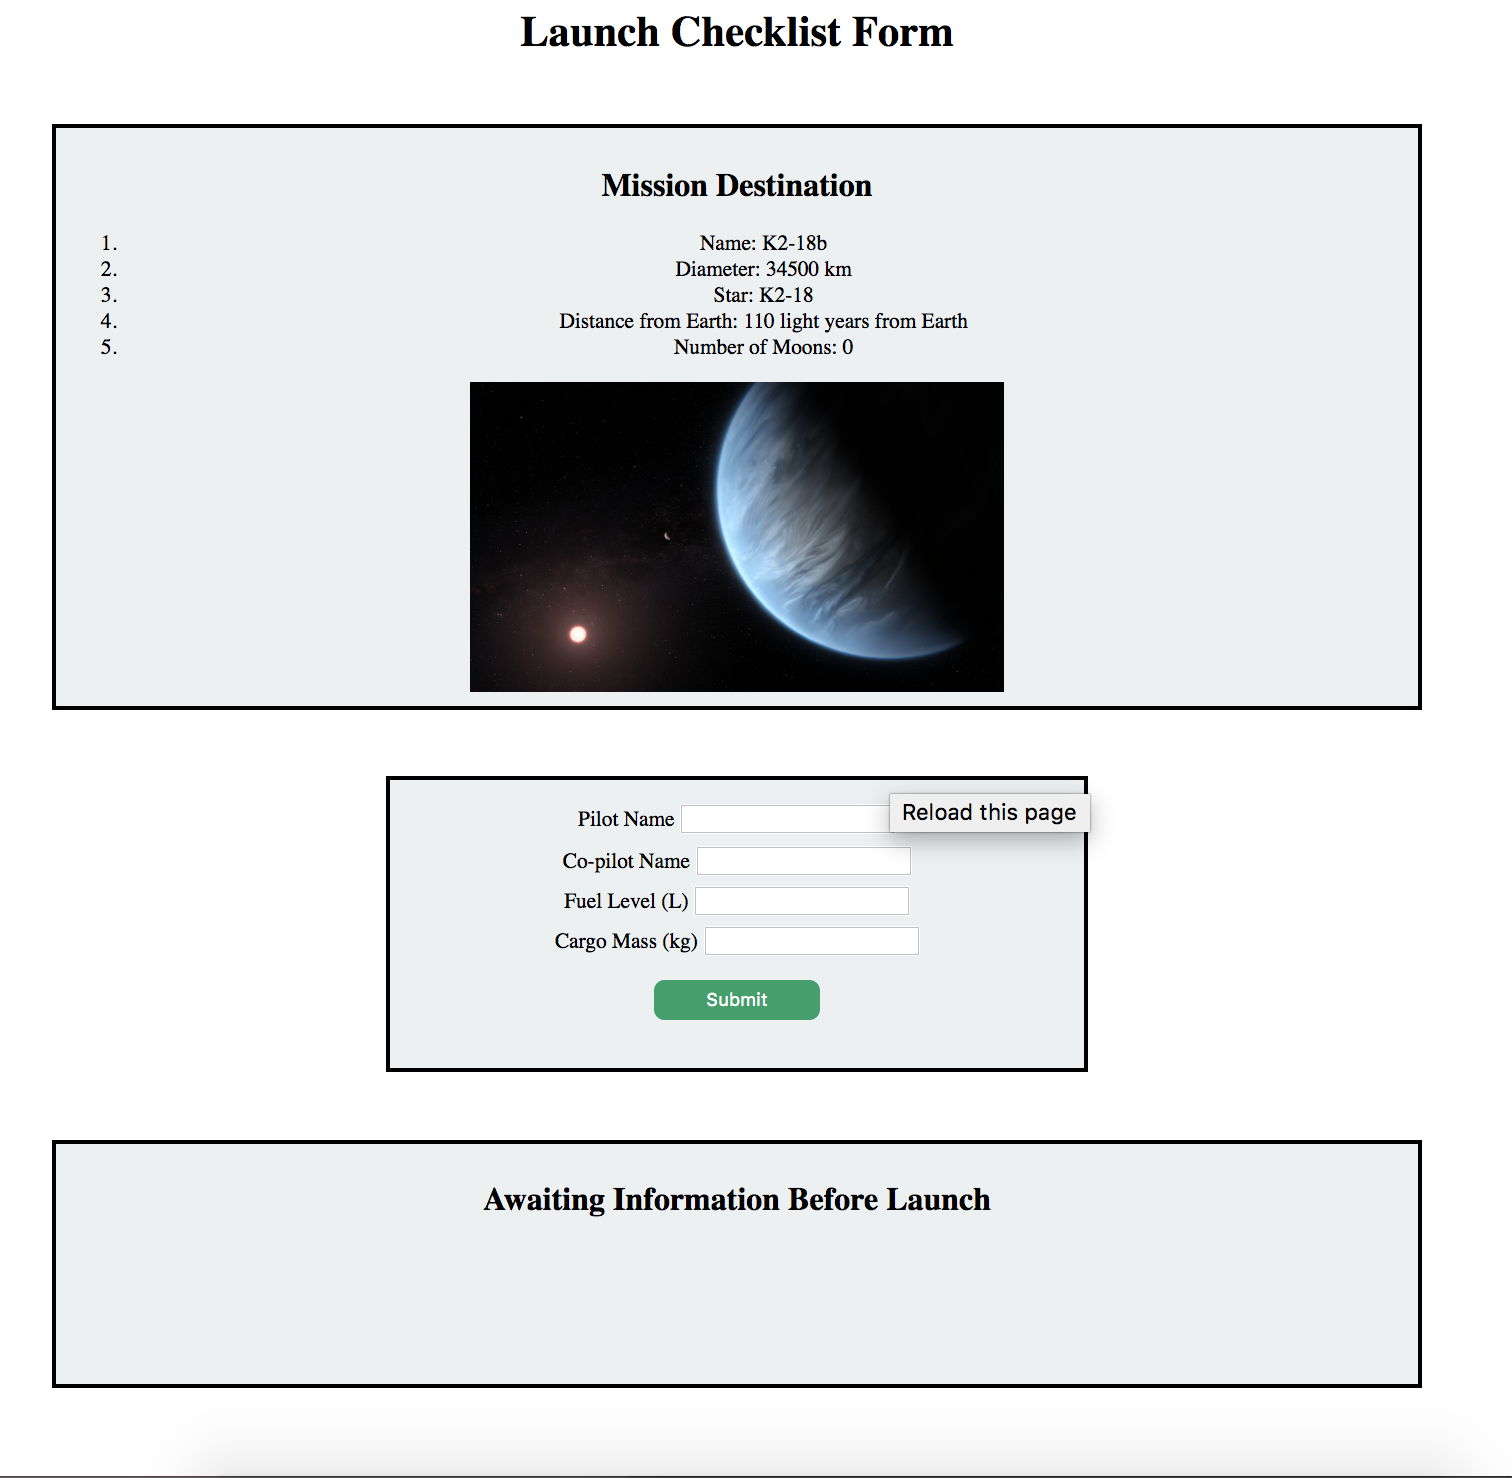 Launch Checklist Form
Mission Destination
1. Name: K2-18b
2. Diameter: 34500 km
3. Star: K2-18
4. Distance from Earth: 110 light years from Earth
5. Number of Moons: 0
Pilot Name
Reload this page
Co-pilot Name
Fuel Level (L)
Cargo Mass (kg)
Submit
Awaiting Information Before Launch